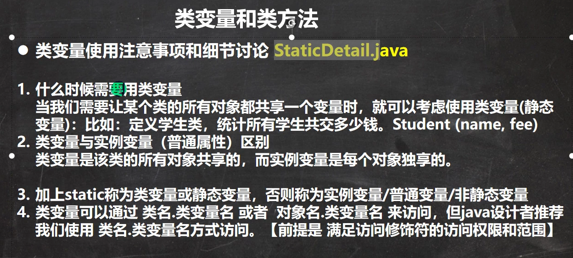 类变量和类方法
● 类变量使用注意事项和细节讨论 StaticDetail.java
1. 什么时候需要用类变量
当我们需要让某个类的所有对象都共享一个变量时，就可以考虑使用类变量(静态
变量)：比如：定义学生类，统计所有学生共交多少钱。Student (name, fee)
2. 类变量与实例变量（普通属性）区别
类变量是该类的所有对象共享的，而实例变量是每个对象独享的。
3. 加上static称为类变量或静态变量，否则称为实例变量/普通变量/非静态变量
4. 类变量可以通过 类名.类变量名 或者 对象名.类变量名 来访问，但java设计者推荐
我们使用 类名.类变量名方式访问。【前提是 满足访问修饰符的访问权限和范围】